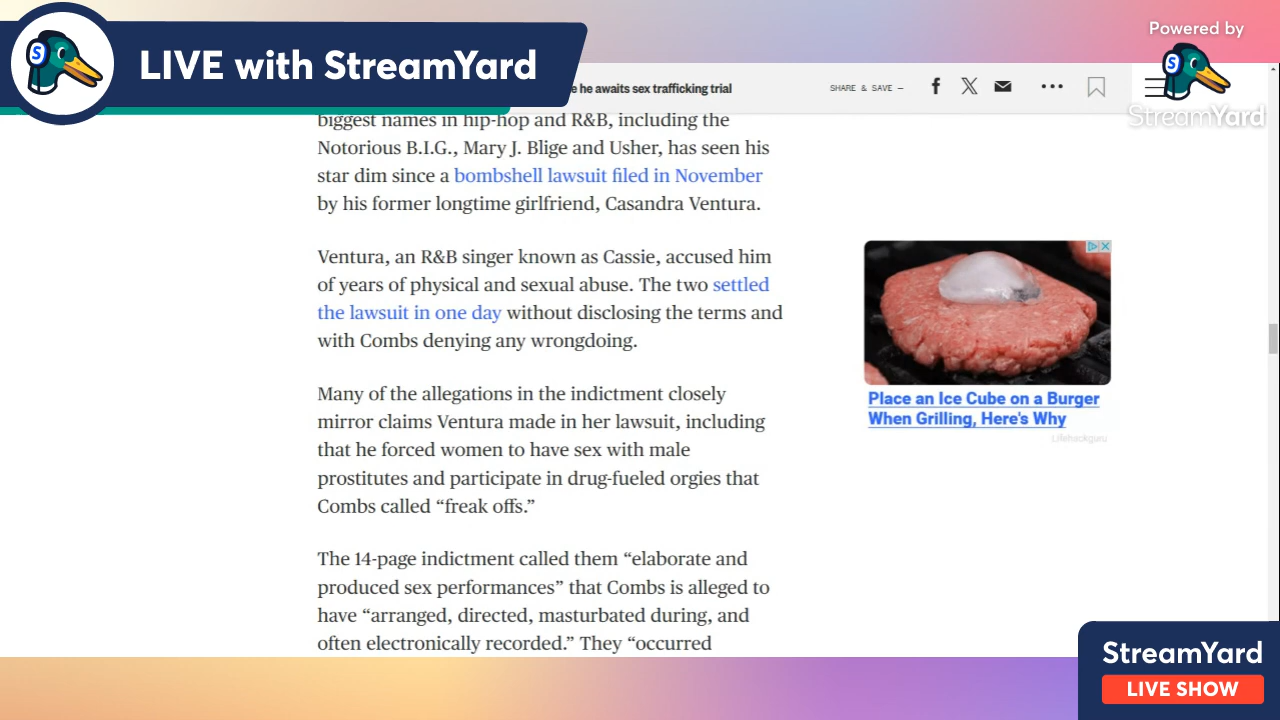 LIVE with StreamYard
Powered by
StreamYard
e he awaits sex trafficking trial
SHARE & SAVE —
biggest names in hip-hop and R&B, including the
Notorious B.I.G., Mary J. Blige and Usher, has seen his
star dim since a bombshell lawsuit filed in November
by his former longtime girlfriend, Casandra Ventura.
Ventura, an R&B singer known as Cassie, accused him
of years of physical and sexual abuse. The two settled
the lawsuit in one day without disclosing the terms and
with Combs denying any wrongdoing.
Many of the allegations in the indictment closely
mirror claims Ventura made in her lawsuit, including
that he forced women to have sex with male
prostitutes and participate in drug-fueled orgies that
Combs called “freak offs.”
The 14-page indictment called them “elaborate and
produced sex performances” that Combs is alleged to
have “arranged, directed, masturbated during, and
often electronically recorded.” They “occurred
Place an Ice Cube on a Burger
When Grilling, Here's Why
Lifehackguru
StreamYard
LIVE SHOW